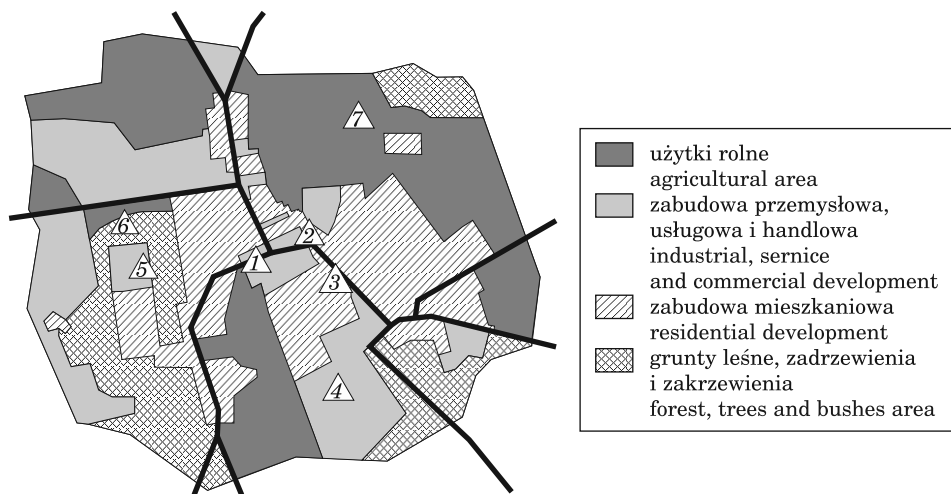 7
6
2
1
5
3
4
użytki rolne
agricultural area
zabudowa przemysłowa,
usługowa i handlowa
industrial, sernice
and commercial development
zabudowa mieszkaniowa
residential development
grunty leśne, zadrzewienia
i zakrzewienia
forest, trees and bushes area